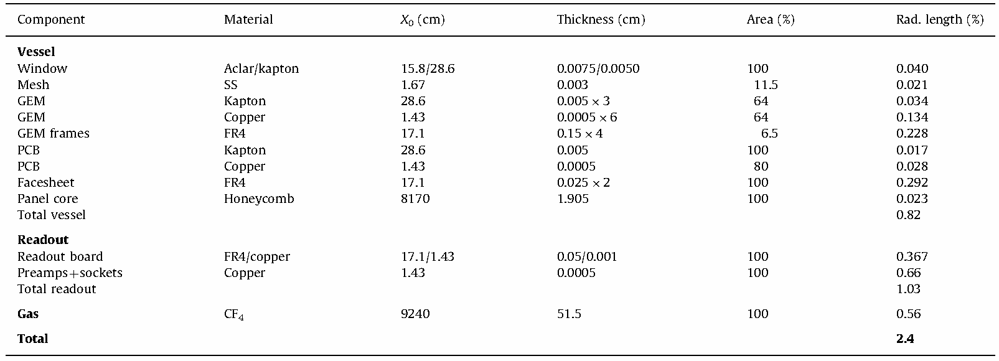 Component Material X₀ (cm) Thickness (cm) Area (%) Rad. length (%)
Vessel
Window Aclar/kapton 15.8/28.6 0.0075/0.0050 100 0.040
Mesh SS 1.67 0.003 11.5 0.021
GEM Kapton 28.6 0.005 × 3 64 0.034
GEM Copper 1.43 0.0005 × 6 64 0.134
GEM frames FR4 17.1 0.15 × 4 6.5 0.228
PCB Kapton 28.6 0.005 100 0.017
PCB Copper 1.43 0.0005 80 0.028
Facesheet FR4 17.1 0.025 × 2 100 0.292
Panel core Honeycomb 8170 1.905 100 0.023
Total vessel 0.82
Readout
Readout board FR4/copper 17.1/1.43 0.05/0.001 100 0.367
Preamps+sockets Copper 1.43 0.0005 100 0.66
Total readout 1.03
Gas CF₄ 9240 51.5 100 0.56
Total 2.4